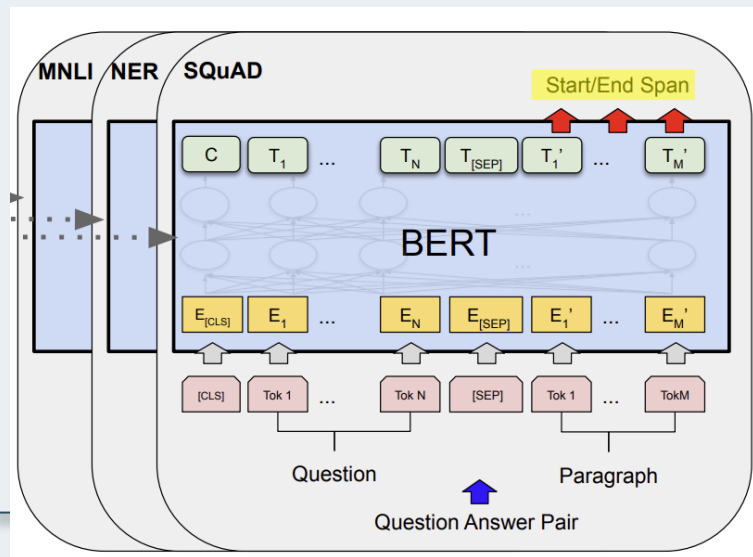 MNLI NER SQuAD
Start/End Span
C T1 ... TN T[SEP] T1' ... TM'
...
BERT
...
E[CLS] E1 ... EN E[SEP] E1' ... EM'
[CLS] Tok 1 ... Tok N [SEP] Tok 1 ... TokM
Question Paragraph
Question Answer Pair